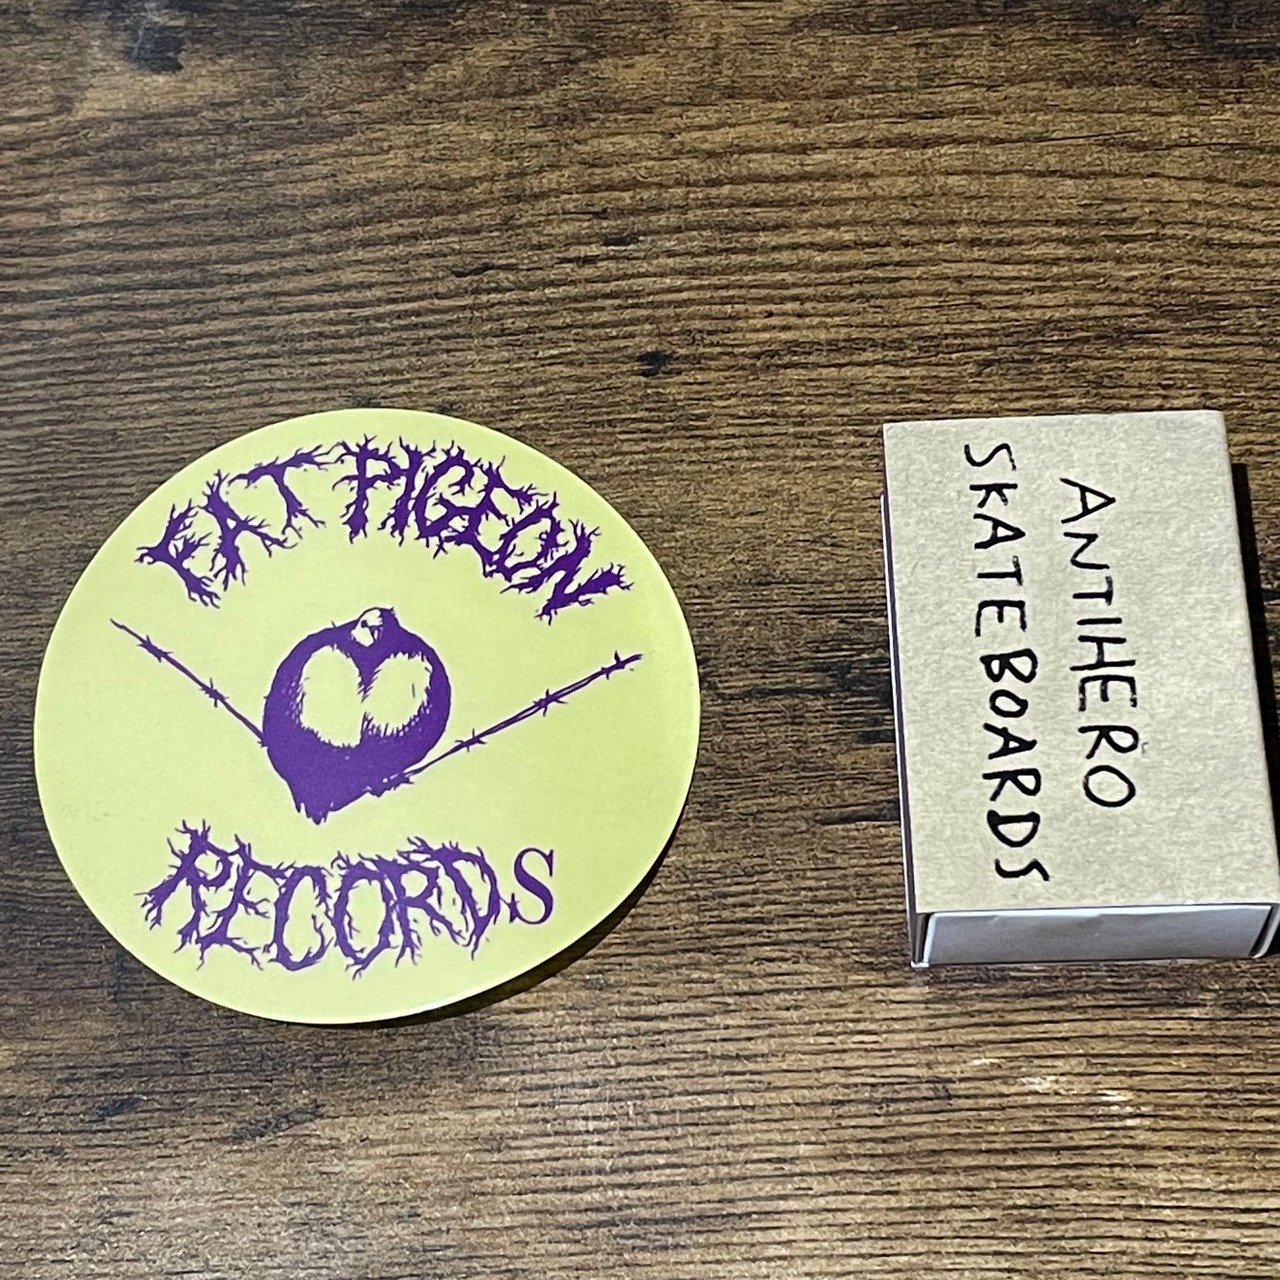 EAT PIGEON
RECORDS
ANTIHERO
SKATEBOARDS